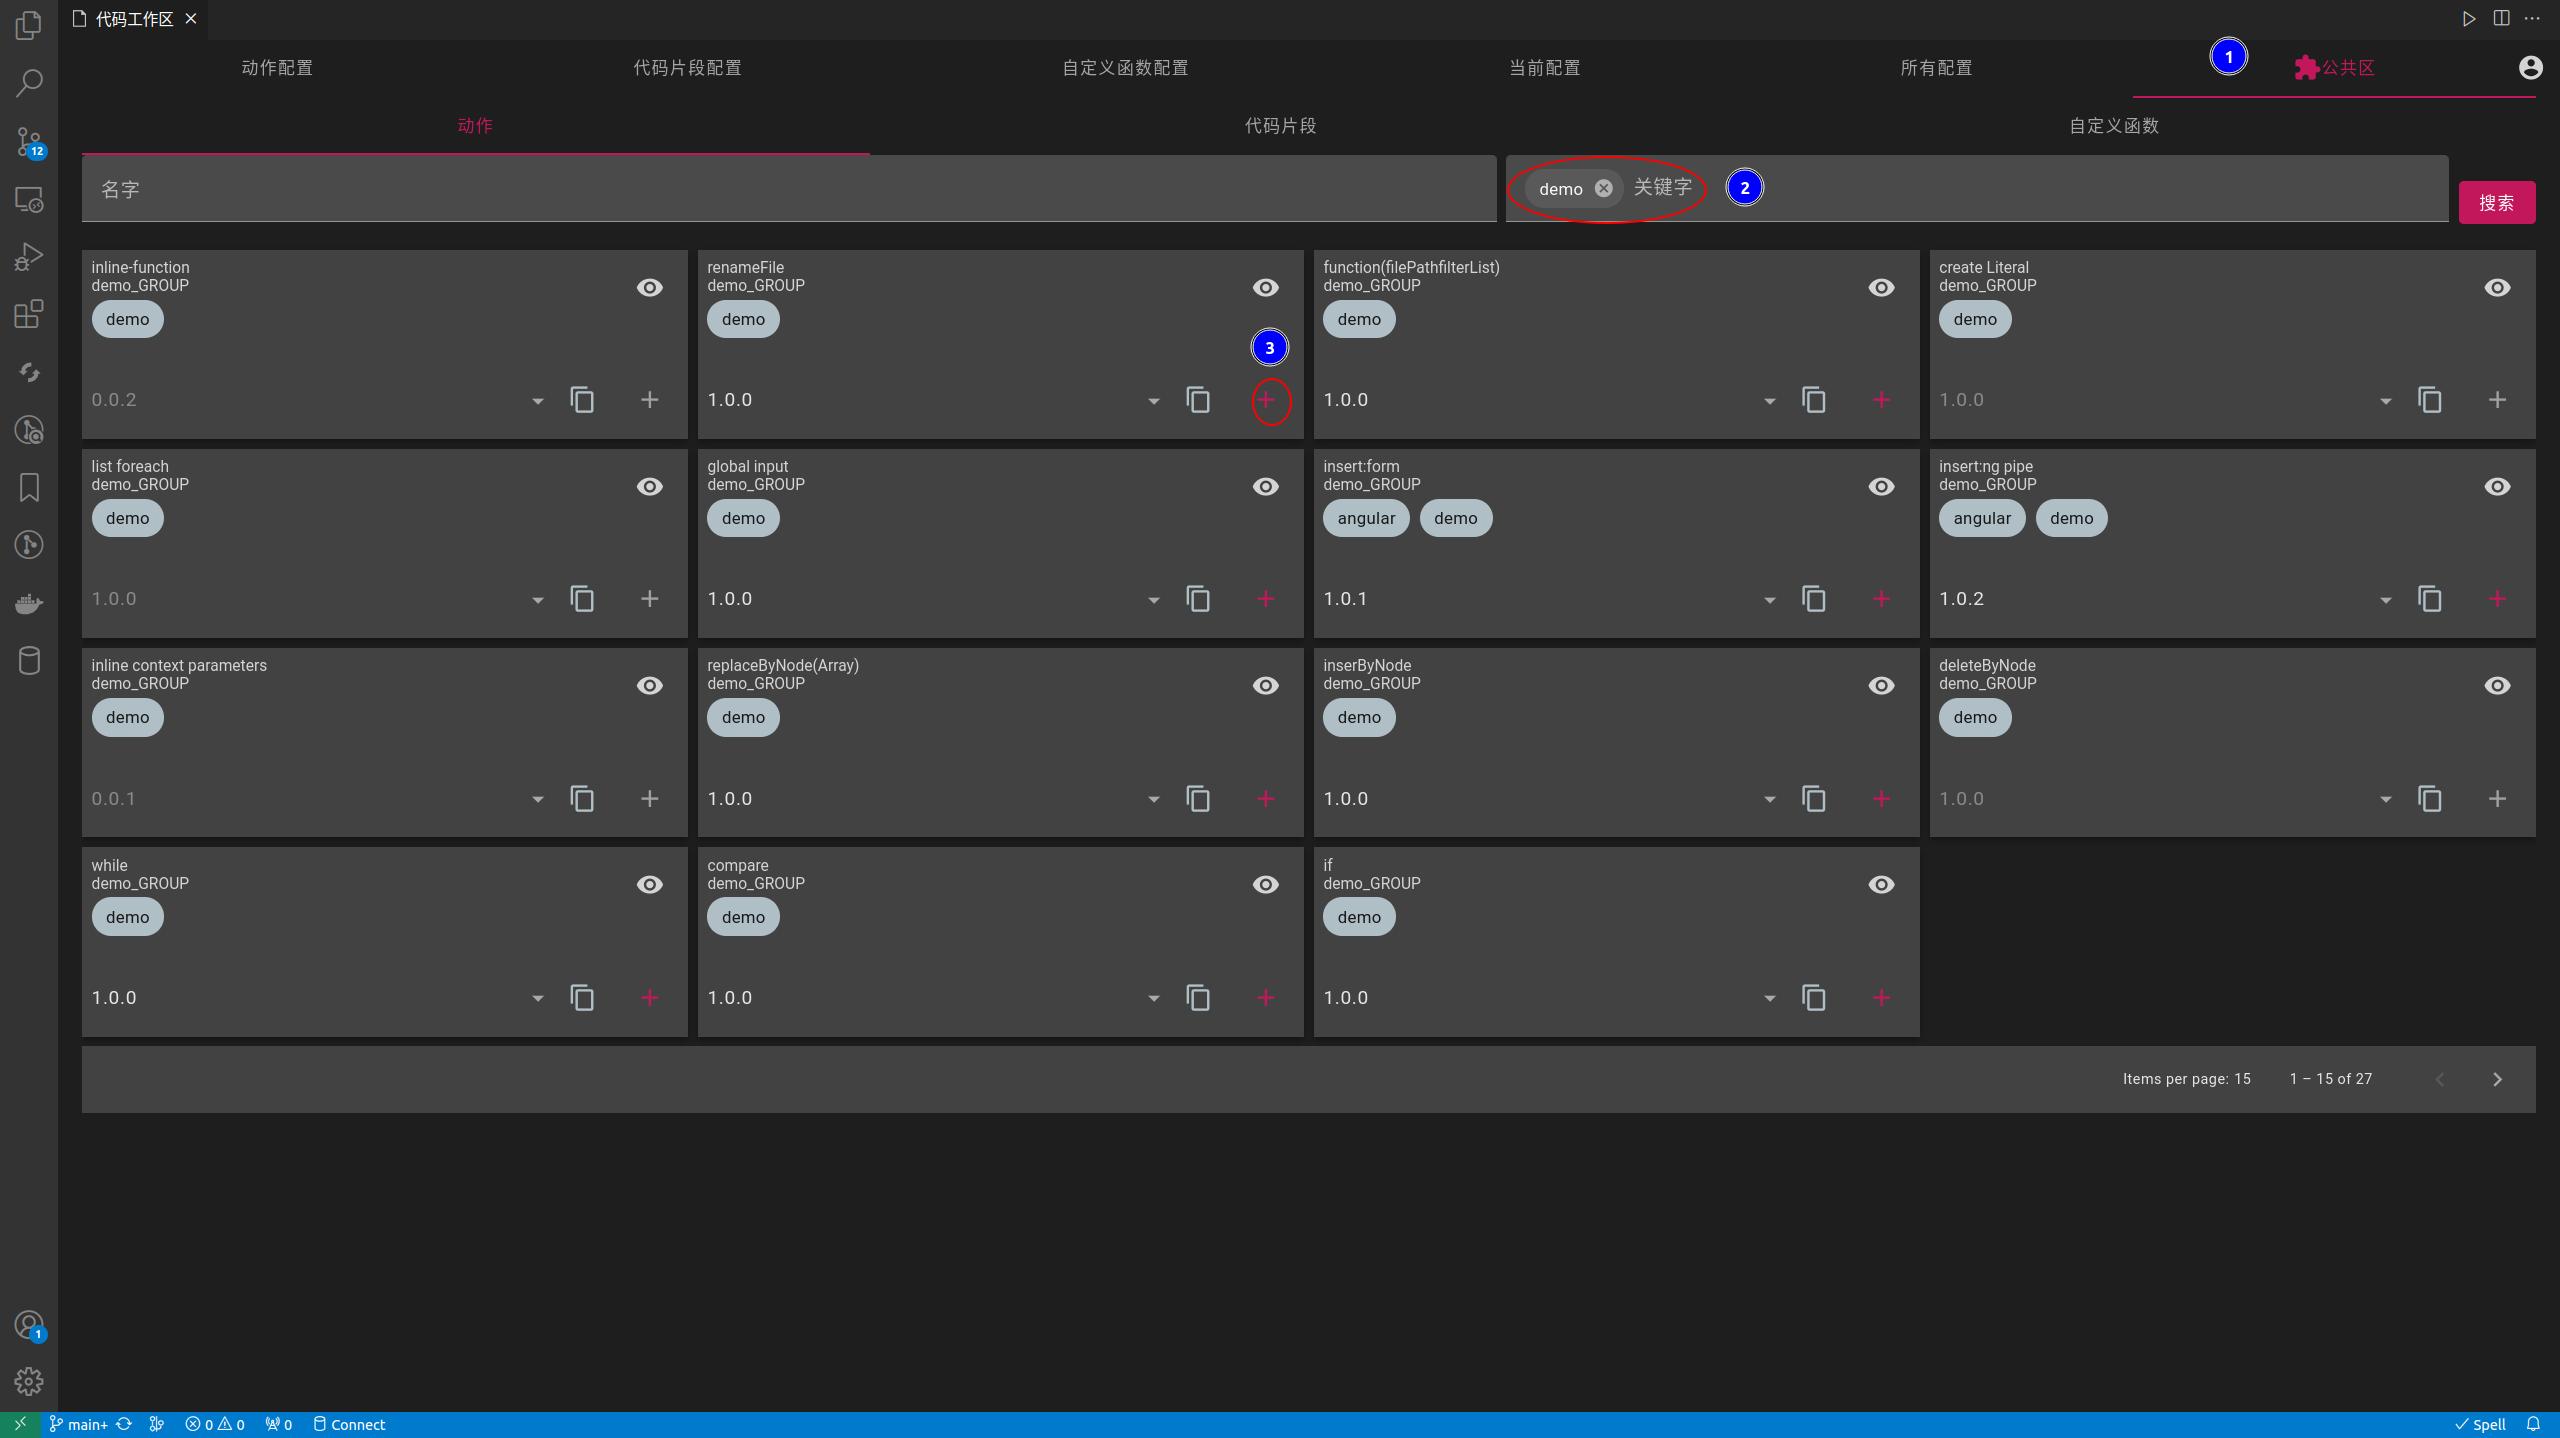 代码工作区
动作配置 代码片段配置 自定义函数配置 当前配置 所有配置 1 公共区
动作 代码片段 自定义函数
12
名字 demo 关键字 2 搜索
inline-function renameFile function(filePathfilterList) create Literal
demo_GROUP demo_GROUP demo_GROUP demo_GROUP
demo demo demo demo
3
0.0.2 1.0.0 1.0.0 1.0.0
list foreach global input insert:form insert:ng pipe
demo_GROUP demo_GROUP demo_GROUP demo_GROUP
demo demo angular demo angular demo
1.0.0 1.0.0 1.0.1 1.0.2
inline context parameters replaceByNode(Array) inserByNode deleteByNode
demo_GROUP demo_GROUP demo_GROUP demo_GROUP
demo demo demo demo
0.0.1 1.0.0 1.0.0 1.0.0
while compare if
demo_GROUP demo_GROUP demo_GROUP
demo demo demo
1.0.0 1.0.0 1.0.0
Items per page: 15 1 – 15 of 27
1
main+ 0 0 0 Connect Spell